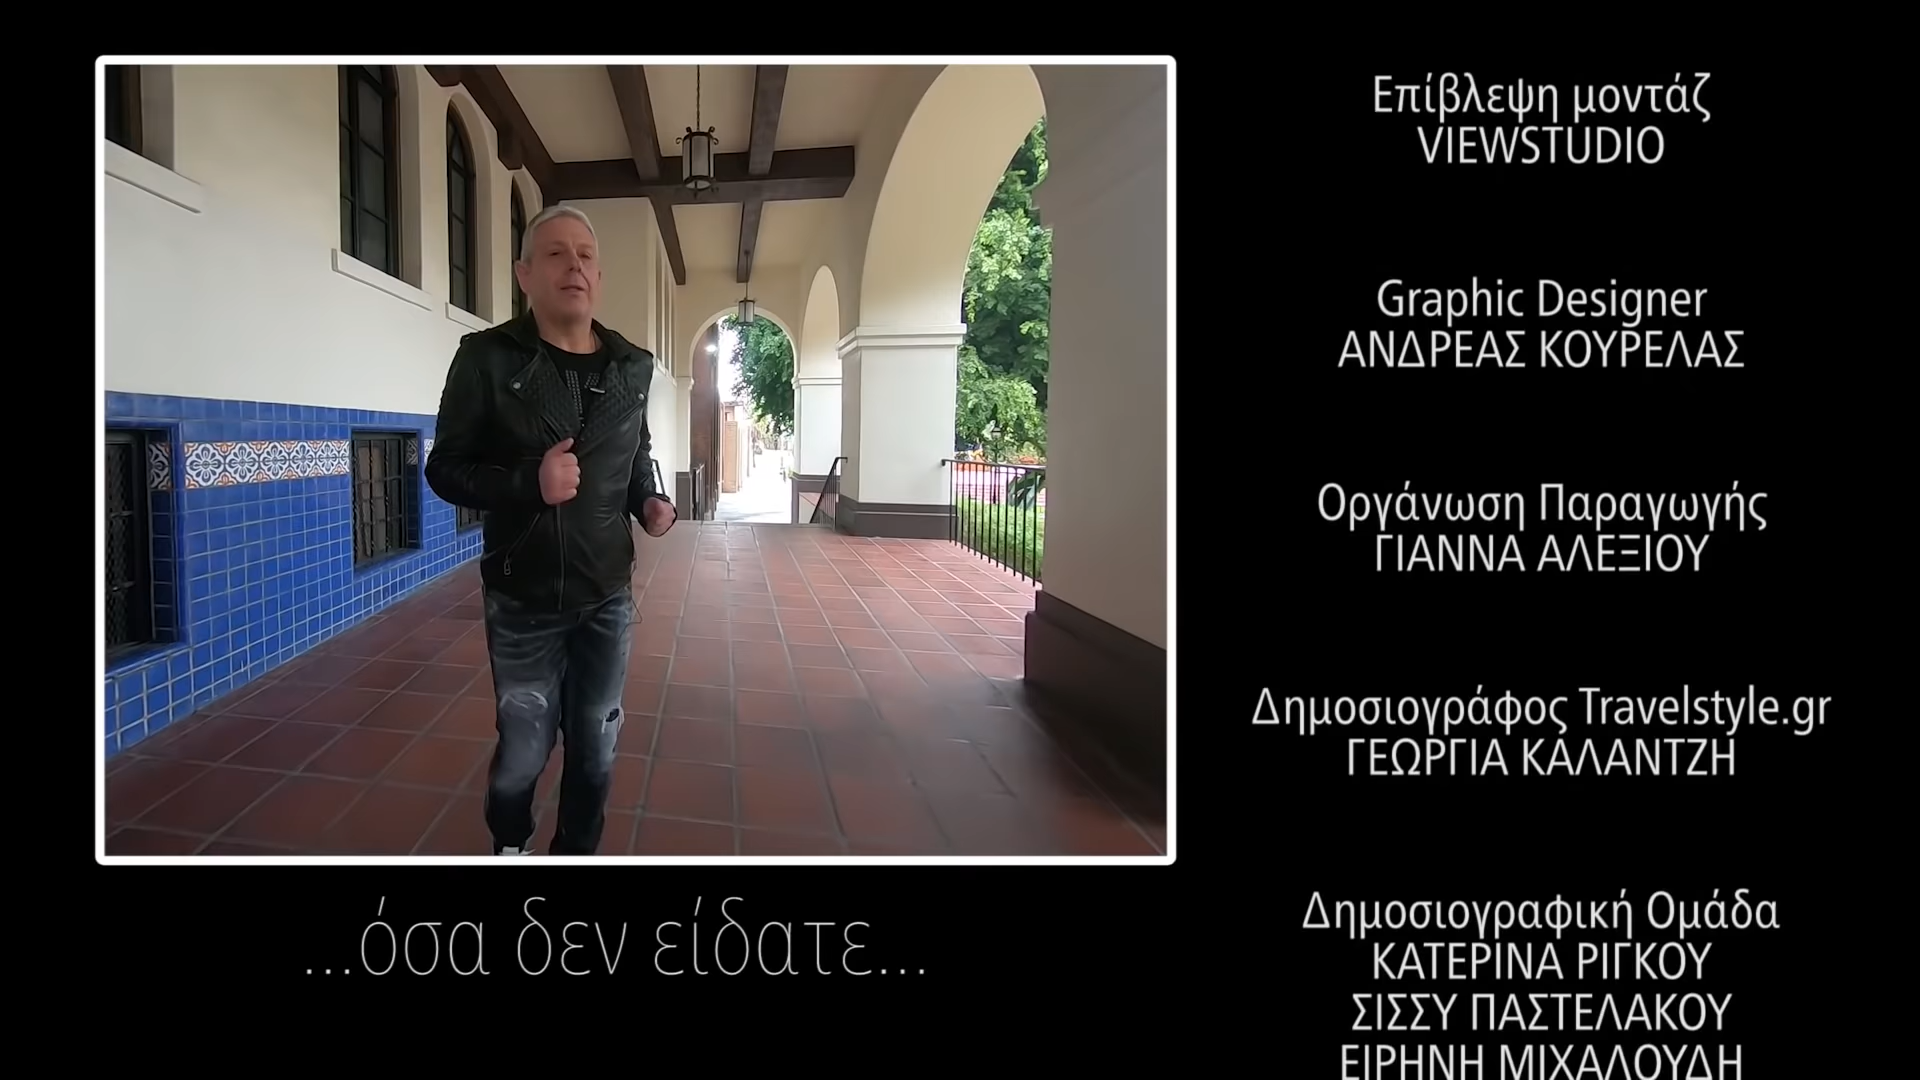 Επίβλεψη μοντάζ
VIEWSTUDIO
Graphic Designer
ΑΝΔΡΕΑΣ ΚΟΥΡΕΛΑΣ
Οργάνωση Παραγωγής
ΓΙΑΝΝΑ ΑΛΕΞΙΟΥ
Δημοσιογράφος Travelstyle.gr
ΓΕΩΡΓΙΑ ΚΑΛΑΝΤΖΗ
Δημοσιογραφική Ομάδα
ΚΑΤΕΡΙΝΑ ΡΙΓΚΟΥ
ΣΙΣΣΥ ΠΑΣΤΕΛΑΚΟΥ
ΕΙΡΗΝΗ ΜΙΧΑΛΟΥΔΗ
...όσα δεν είδατε...